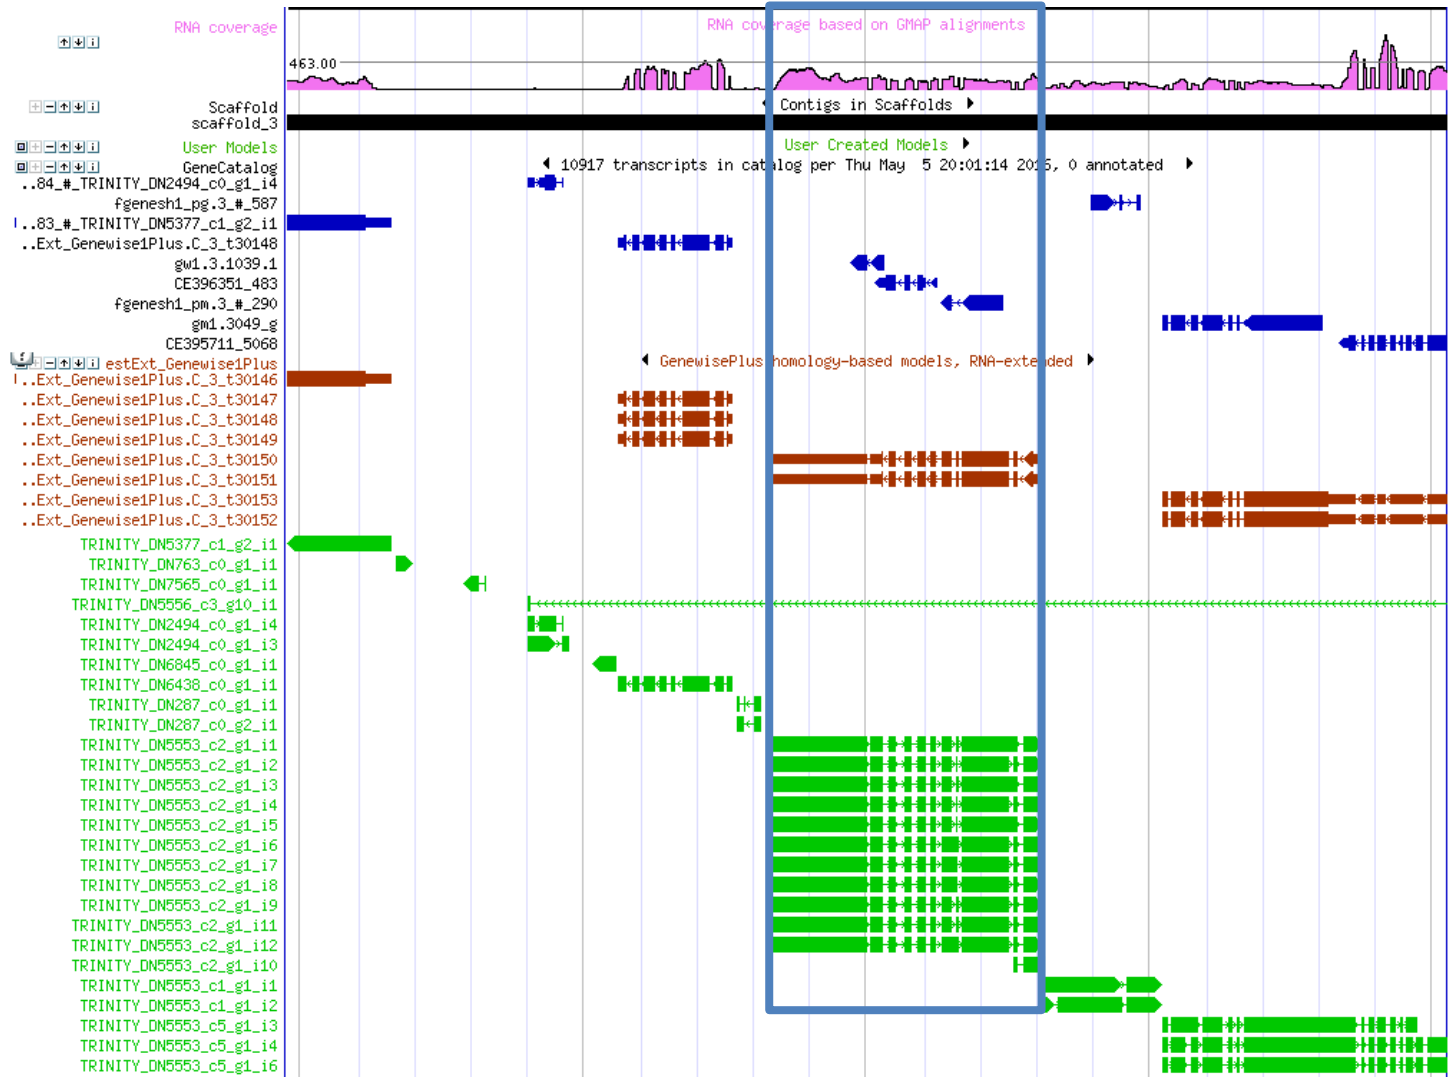 RNA coverage
RNA coverage based on GMAP alignments
463.00
Scaffold
Contigs in Scaffolds
scaffold_3
User Models
User Created Models
GeneCatalog
10917 transcripts in catalog per Thu May 5 20:01:14 2016, 0 annotated
..84_#_TRINITY_DN2494_c0_g1_i4
fgenesh1_pg.3_#_587
..83_#_TRINITY_DN5377_c1_g2_i1
..Ext_Genewise1Plus.C_3_t30148
gw1.3.1039.1
CE396351_483
fgenesh1_pm.3_#_290
gm1.3049_g
CE395711_5068
estExt_Genewise1Plus
GenewisePlus homology-based models, RNA-extended
..Ext_Genewise1Plus.C_3_t30146
..Ext_Genewise1Plus.C_3_t30147
..Ext_Genewise1Plus.C_3_t30148
..Ext_Genewise1Plus.C_3_t30149
..Ext_Genewise1Plus.C_3_t30150
..Ext_Genewise1Plus.C_3_t30151
..Ext_Genewise1Plus.C_3_t30153
..Ext_Genewise1Plus.C_3_t30152
TRINITY_DN5377_c1_g2_i1
TRINITY_DN763_c0_g1_i1
TRINITY_DN7565_c0_g1_i1
TRINITY_DN5556_c3_g10_i1
TRINITY_DN2494_c0_g1_i4
TRINITY_DN2494_c0_g1_i3
TRINITY_DN6845_c0_g1_i1
TRINITY_DN6438_c0_g1_i1
TRINITY_DN287_c0_g1_i1
TRINITY_DN287_c0_g2_i1
TRINITY_DN5553_c2_g1_i1
TRINITY_DN5553_c2_g1_i2
TRINITY_DN5553_c2_g1_i3
TRINITY_DN5553_c2_g1_i4
TRINITY_DN5553_c2_g1_i5
TRINITY_DN5553_c2_g1_i6
TRINITY_DN5553_c2_g1_i7
TRINITY_DN5553_c2_g1_i8
TRINITY_DN5553_c2_g1_i9
TRINITY_DN5553_c2_g1_i11
TRINITY_DN5553_c2_g1_i12
TRINITY_DN5553_c2_g1_i10
TRINITY_DN5553_c1_g1_i1
TRINITY_DN5553_c1_g1_i2
TRINITY_DN5553_c5_g1_i3
TRINITY_DN5553_c5_g1_i4
TRINITY_DN5553_c5_g1_i6